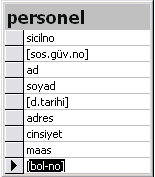 personel
sicilno
[sos.güv.no]
ad
soyad
[d.tarihi]
adres
cinsiyet
maas
[bol-no]